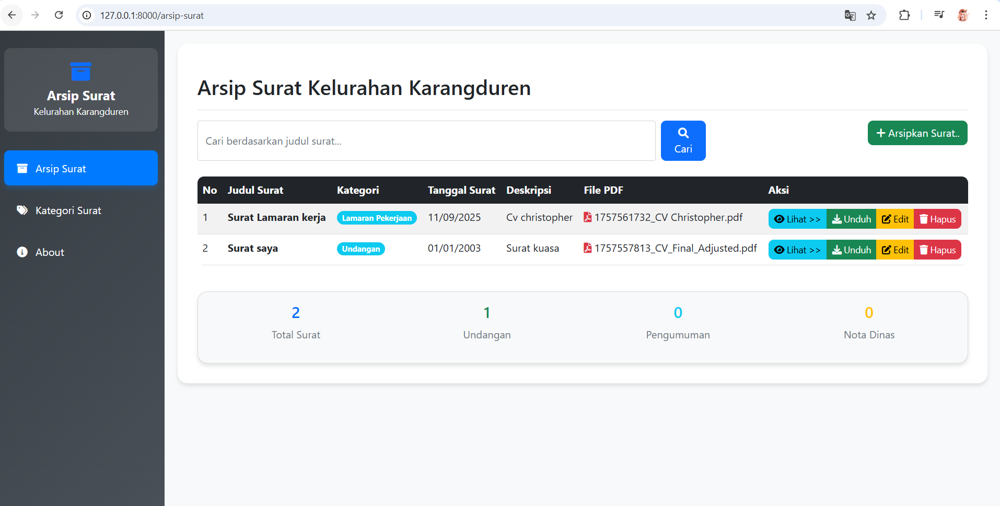 127.0.0.1:8000/arsip-surat
Arsip Surat
Kelurahan Karangduren
Arsip Surat
Kategori Surat
About
Arsip Surat Kelurahan Karangduren
Cari berdasarkan judul surat...
Cari
Arsipkan Surat..
No Judul Surat Kategori Tanggal Surat Deskripsi File PDF Aksi
1 Surat Lamaran kerja Lamaran Pekerjaan 11/09/2025 Cv christopher 1757561732_CV Christopher.pdf Lihat >> Unduh Edit Hapus
2 Surat saya Undangan 01/01/2003 Surat kuasa 1757557813_CV_Final_Adjusted.pdf Lihat >> Unduh Edit Hapus
2 1 0 0
Total Surat Undangan Pengumuman Nota Dinas